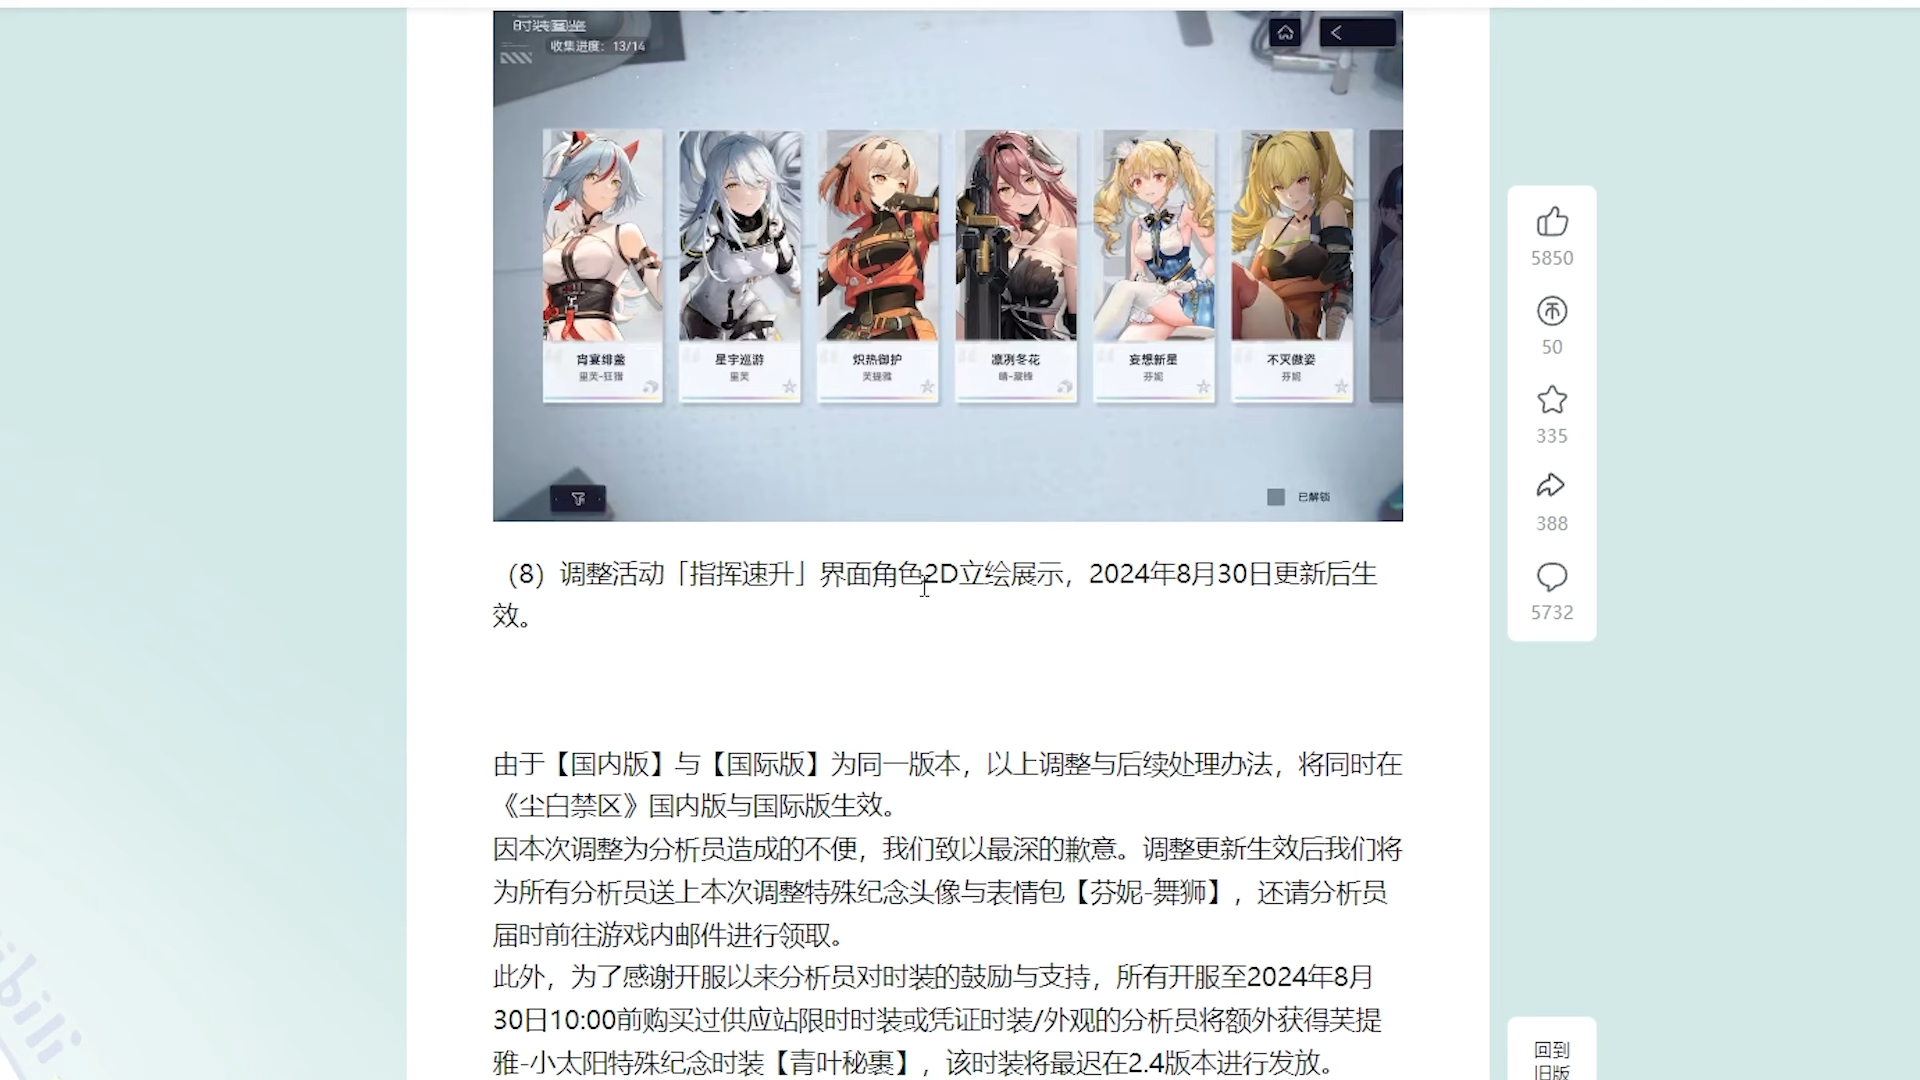 时装图鉴
收集进度：13/14
宵宴绯盏
里芙-狂猎
星宇巡游
里芙
炽热御护
芙提雅
凛冽冬花
晴-藏锋
妄想新星
芬妮
不灭傲姿
芬妮
已解锁
（8）调整活动「指挥速升」界面角色2D立绘展示，2024年8月30日更新后生
效。
由于【国内版】与【国际版】为同一版本，以上调整与后续处理办法，将同时在
《尘白禁区》国内版与国际版生效。
因本次调整为分析员造成的不便，我们致以最深的歉意。调整更新生效后我们将
为所有分析员送上本次调整特殊纪念头像与表情包【芬妮-舞狮】，还请分析员
届时前往游戏内邮件进行领取。
此外，为了感谢开服以来分析员对时装的鼓励与支持，所有开服至2024年8月
30日10:00前购买过供应站限时时装或凭证时装/外观的分析员将额外获得芙提
雅-小太阳特殊纪念时装【青叶秘裹】，该时装将最迟在2.4版本进行发放。
5850
50
335
388
5732
回到
旧版
bili